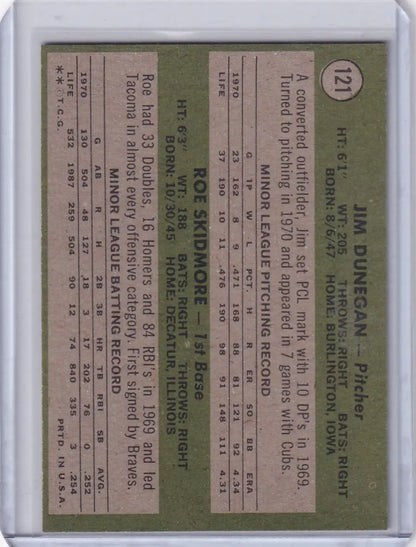 121
JIM DUNEGAN — Pitcher
HT: 6'1" WT: 205 THROWS: RIGHT BATS: RIGHT
BORN: 8/6/47 HOME: BURLINGTON, IOWA
A converted outfielder, Jim set PCL mark with 10 DP's in 1969.
Turned to pitching in 1970 and appeared in 7 games with Cubs.
MINOR LEAGUE PITCHING RECORD
G IP W L PCT. H R ER SO BB ERA
1970 23 162 8 9 .471 168 88 81 121 92 4.34
LIFE 37 190 10 11 .476 190 98 91 148 111 4.31
ROE SKIDMORE — 1st Base
HT: 6'3" WT: 188 BATS: RIGHT THROWS: RIGHT
BORN: 10/30/45 HOME: DECATUR, ILLINOIS
Roe had 33 Doubles, 16 Homers and 84 RBI's in 1969 and led
Tacoma in almost every offensive category. First signed by Braves.
MINOR LEAGUE BATTING RECORD
G AB R H 2B 3B HR TB RBI SB AVG.
1970 130 504 48 127 18 3 17 202 76 0 .252
LIFE 532 1987 259 504 90 12 74 840 335 3 .254
**© T.C.G. PRTD. IN U.S.A.